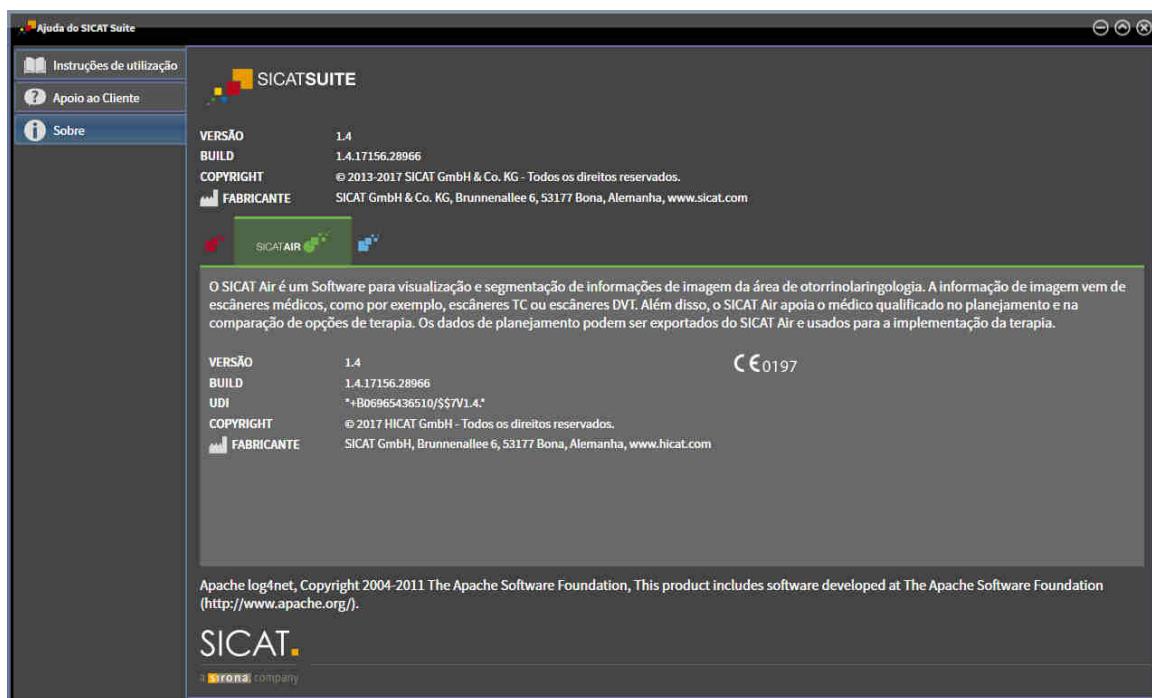 Ajuda do SICAT Suite
Instruções de utilização
Apoio ao Cliente
Sobre
SICATSUITE
VERSÃO 1.4
BUILD 1.4.17156.28966
COPYRIGHT © 2013-2017 SICAT GmbH & Co. KG - Todos os direitos reservados.
FABRICANTE SICAT GmbH & Co. KG, Brunnenallee 6, 53177 Bona, Alemanha, www.sicat.com
SICATAIR
O SICAT Air é um Software para visualização e segmentação de informações de imagem da área de otorrinolaringologia. A informação de imagem vem de
escâneres médicos, como por exemplo, escâneres TC ou escâneres DVT. Além disso, o SICAT Air apoia o médico qualificado no planejamento e na
comparação de opções de terapia. Os dados de planejamento podem ser exportados do SICAT Air e usados para a implementação da terapia.
VERSÃO 1.4 CE0197
BUILD 1.4.17156.28966
UDI *+B06965436510/$$7V1.4.*
COPYRIGHT © 2017 HICAT GmbH - Todos os direitos reservados.
FABRICANTE SICAT GmbH, Brunnenallee 6, 53177 Bona, Alemanha, www.hicat.com
Apache log4net, Copyright 2004-2011 The Apache Software Foundation, This product includes software developed at The Apache Software Foundation
(http://www.apache.org/).
SICAT.
a sirona company